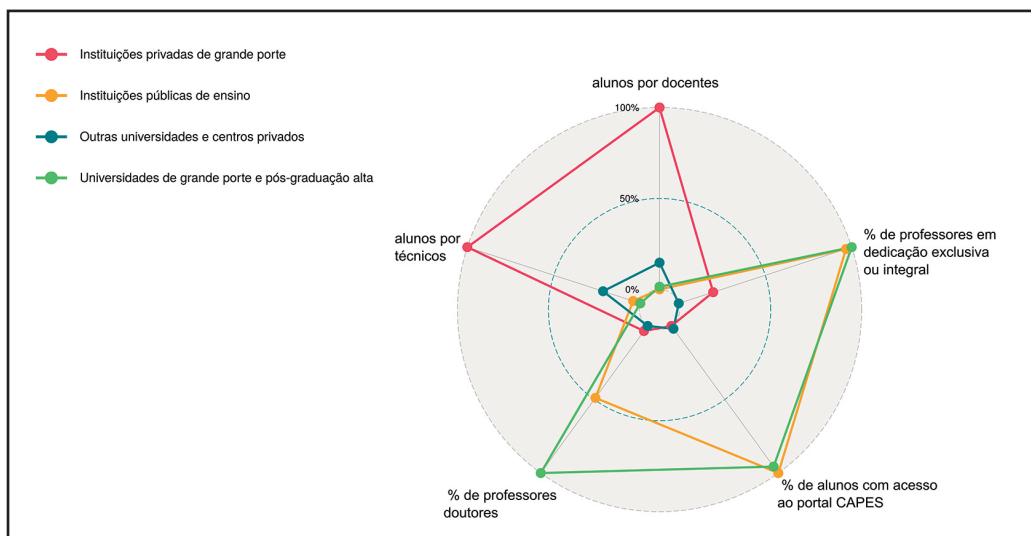 Instituições privadas de grande porte
Instituições públicas de ensino
Outras universidades e centros privados
Universidades de grande porte e pós-graduação alta
alunos por docentes
100%
50%
0%
% de professores em
dedicação exclusiva
ou integral
alunos por
técnicos
% de professores
doutores
% de alunos com acesso
ao portal CAPES